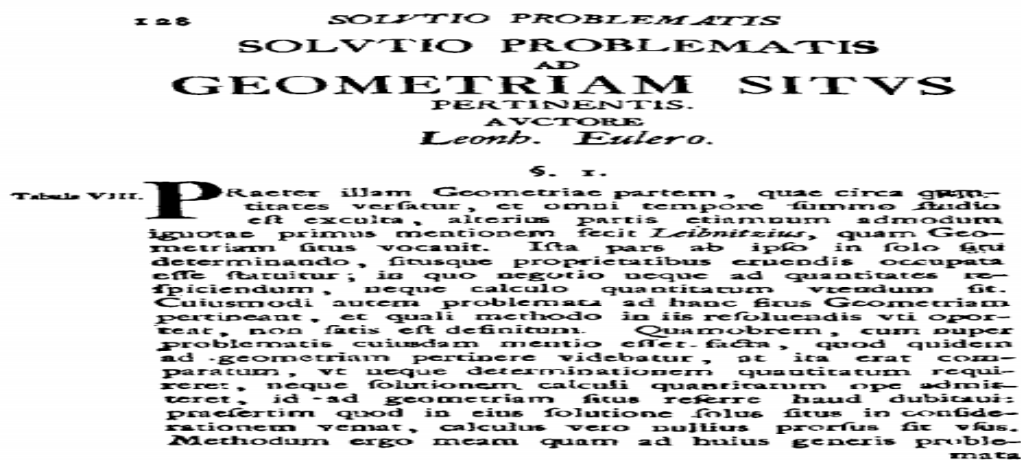 128 SOLVTIO PROBLEMATIS
SOLVTIO PROBLEMATIS
AD
GEOMETRIAM SITVS
PERTINENTIS.
AVCTORE
Leonh. Eulero.
§. 1.
Tabula VIII. PRaeter illam Geometriae partem, quae circa quan-
titates verſatur, et omni tempore ſummo ſtudio
eſt exculta, alterius partis etiamnum admodum
ignotae primus mentionem fecit Leibnitzius, quam Geo-
metriam ſitus vocauit. Iſta pars ab ipſo in ſolo ſitu
determinando, ſitusque proprietatibus eruendis occupata
eſſe ſtatuitur; in quo negotio neque ad quantitates re-
ſpiciendum, neque calculo quantitatum vtendum ſit.
Cuiusmodi autem problemata ad hanc ſitus Geometriam
pertineant, et quali methodo in iis reſoluendis vti opor-
teat, non ſatis eſt definitum. Quamobrem, cum nuper
problematis cuiusdam mentio eſſet facta, quod quidem
ad geometriam pertinere videbatur, at ita erat com-
paratum, vt neque determinationem quantitatum requi-
reret, neque ſolutionem calculi quantitatum ope admit-
teret, id ad geometriam ſitus referre haud dubitaui:
praeſertim quod in eius ſolutione ſolus ſitus in conſide-
rationem veniat, calculus vero nullius prorſus ſit vſus.
Methodum ergo meam quam ad huius generis proble-
mata